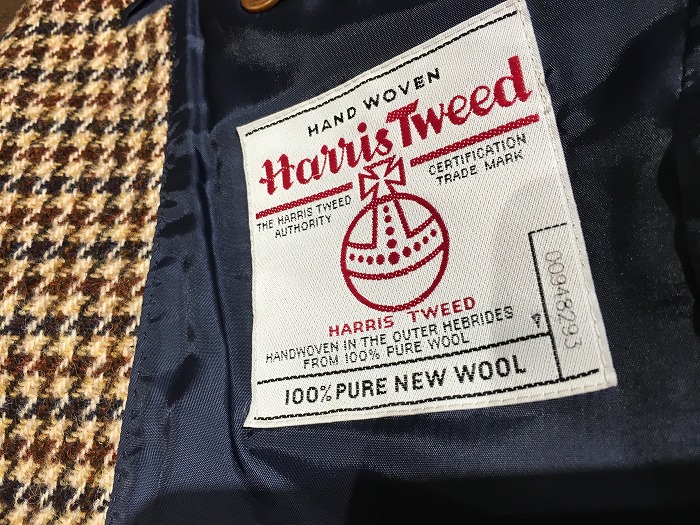 HAND WOVEN
Harris Tweed
THE HARRIS TWEED
AUTHORITY
CERTIFICATION
TRADE MARK
HARRIS TWEED
HANDWOVEN IN THE OUTER HEBRIDES
FROM 100% PURE WOOL
100% PURE NEW WOOL
00948293